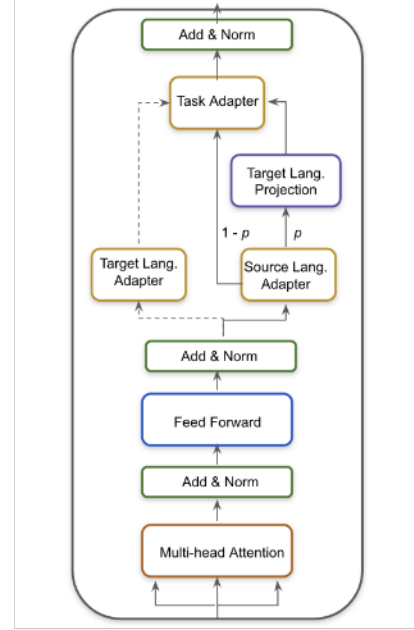 Add & Norm
Task Adapter
Target Lang.
Projection
1 - p
p
Target Lang.
Adapter
Source Lang.
Adapter
Add & Norm
Feed Forward
Add & Norm
Multi-head Attention